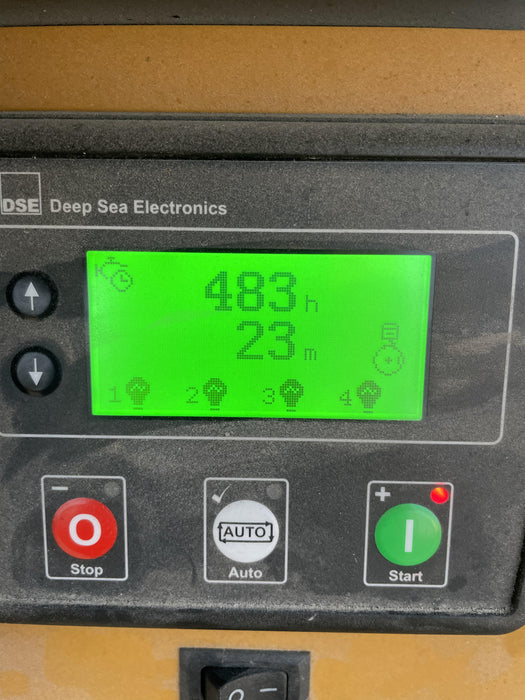 DSE Deep Sea Electronics
483 h
23 m
1 2 3 4
− ✓ +
O AUTO I
Stop Auto Start
O −